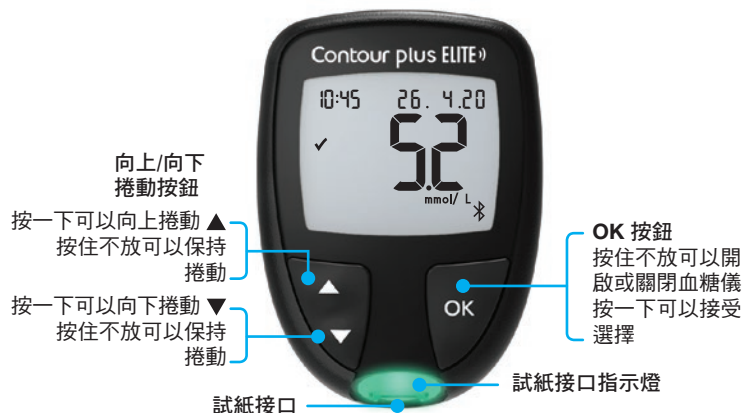 Contour plus ELITE
10:45 26. 4.20
✓ 5.2
mmol/ L
向上/向下
捲動按鈕
按一下可以向上捲動 ▲
按住不放可以保持
捲動
按一下可以向下捲動 ▼
按住不放可以保持
捲動
OK
OK 按鈕
按住不放可以開
啟或關閉血糖儀
按一下可以接受
選擇
試紙接口指示燈
試紙接口